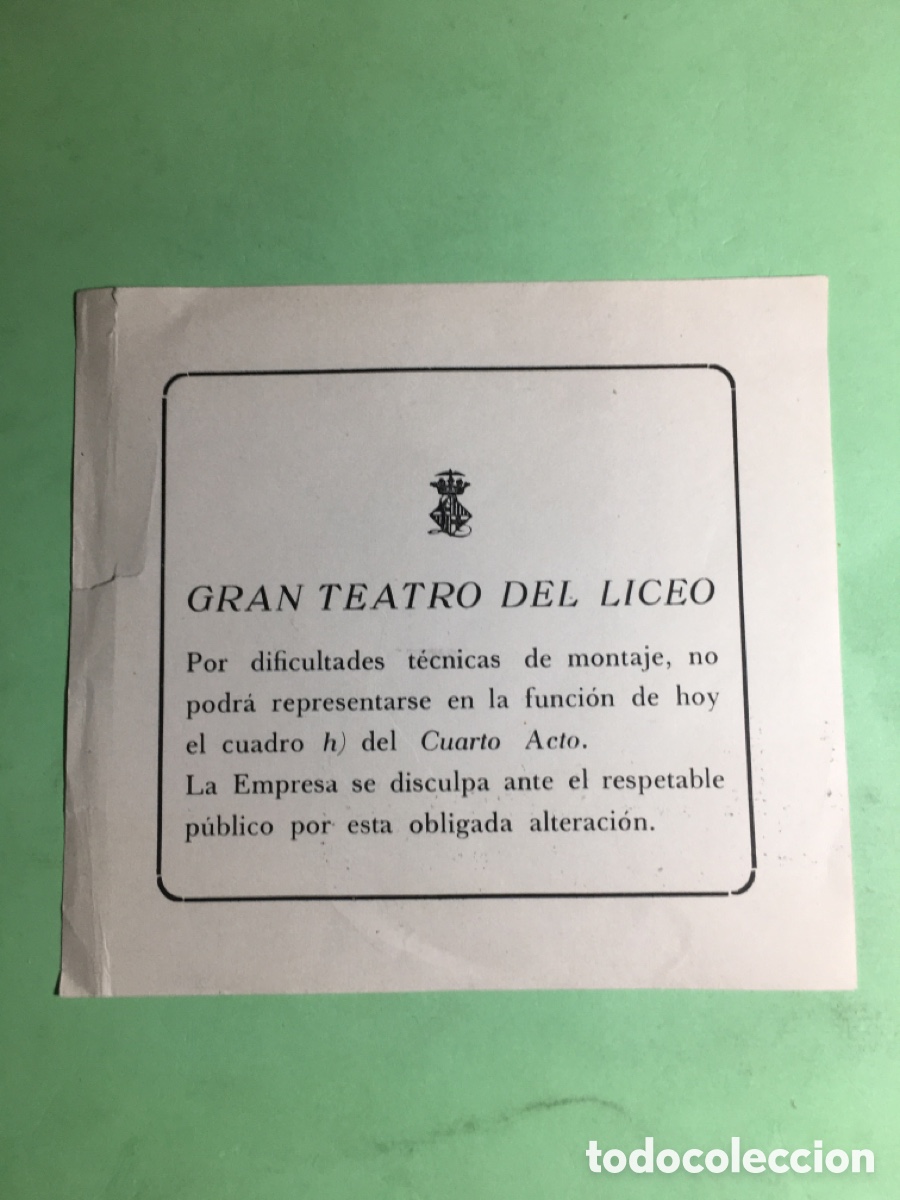 GRAN TEATRO DEL LICEO
Por dificultades técnicas de montaje, no
podrá representarse en la función de hoy
el cuadro h) del Cuarto Acto.
La Empresa se disculpa ante el respetable
público por esta obligada alteración.
todocoleccion